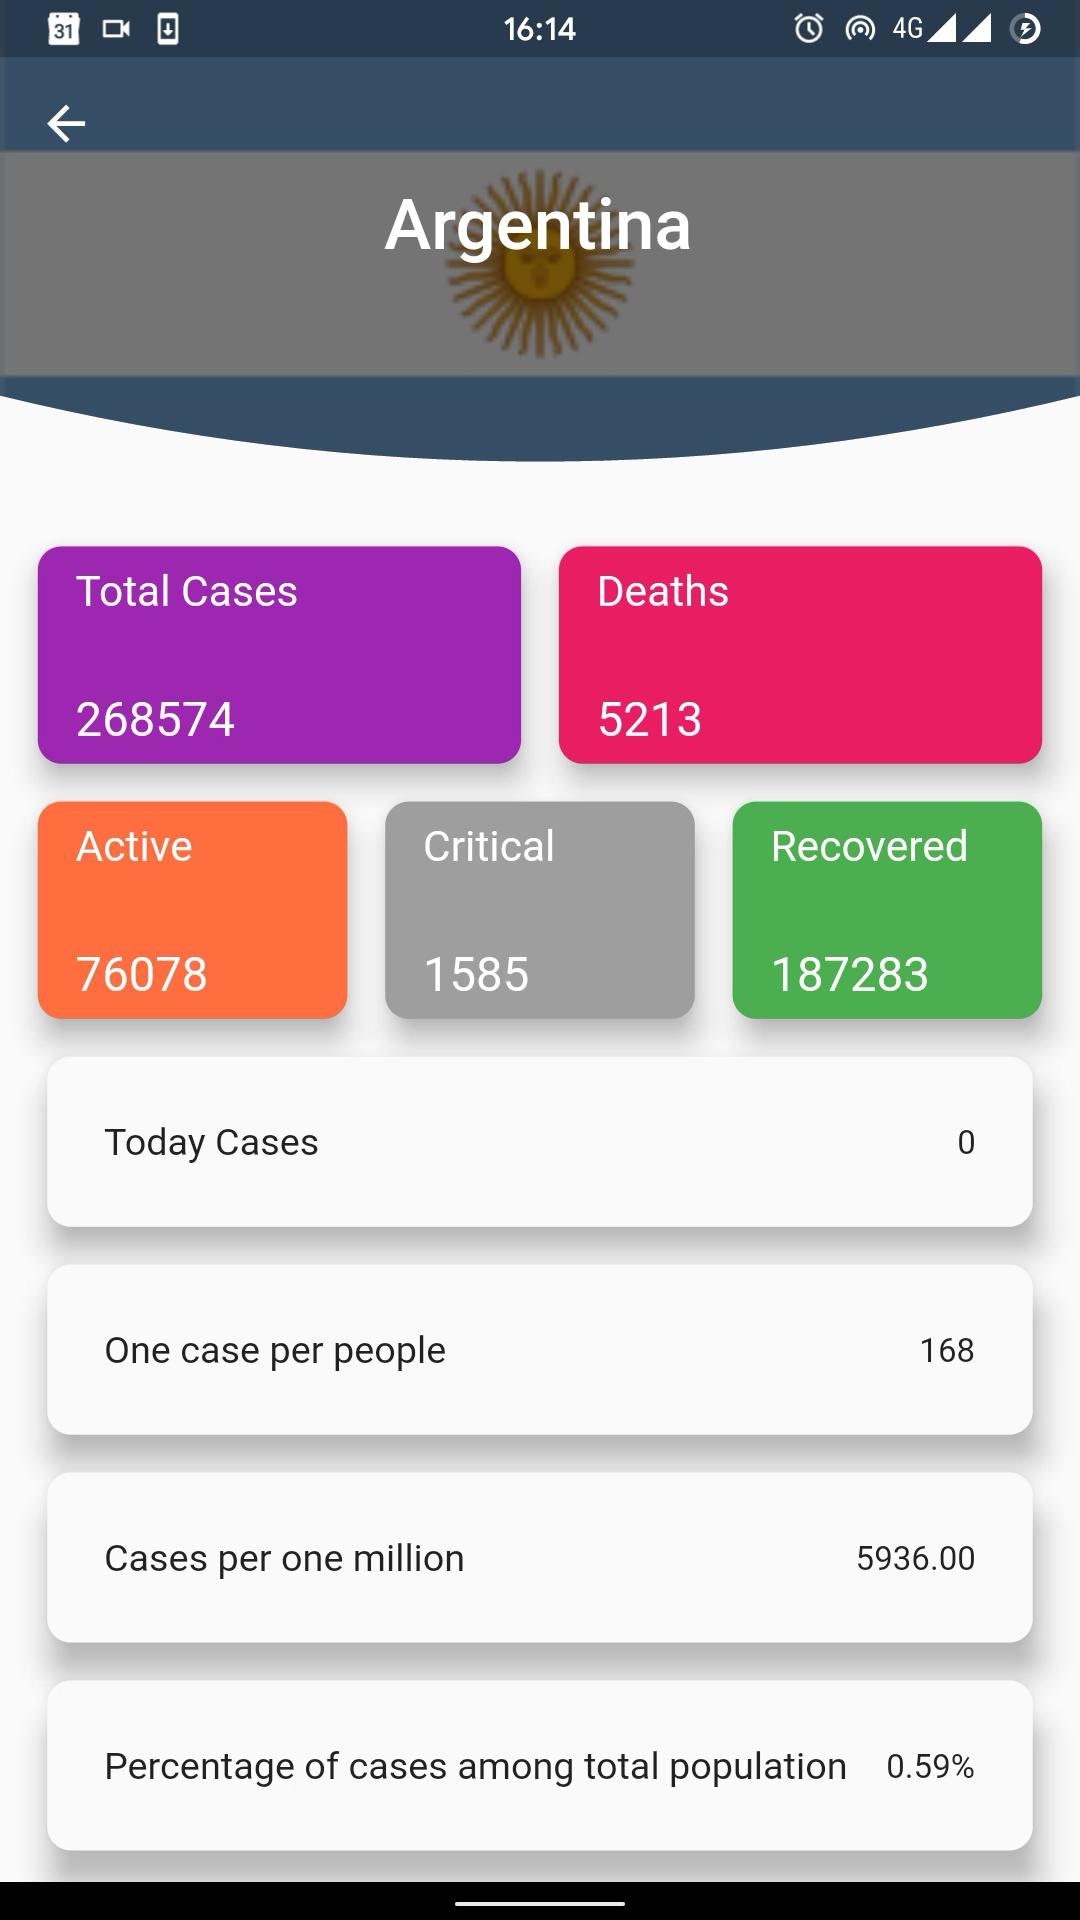 31
16:14
4G
Argentina
Total Cases
Deaths
268574
5213
Active
Critical
Recovered
76078
1585
187283
Today Cases
0
One case per people
168
Cases per one million
5936.00
Percentage of cases among total population
0.59%